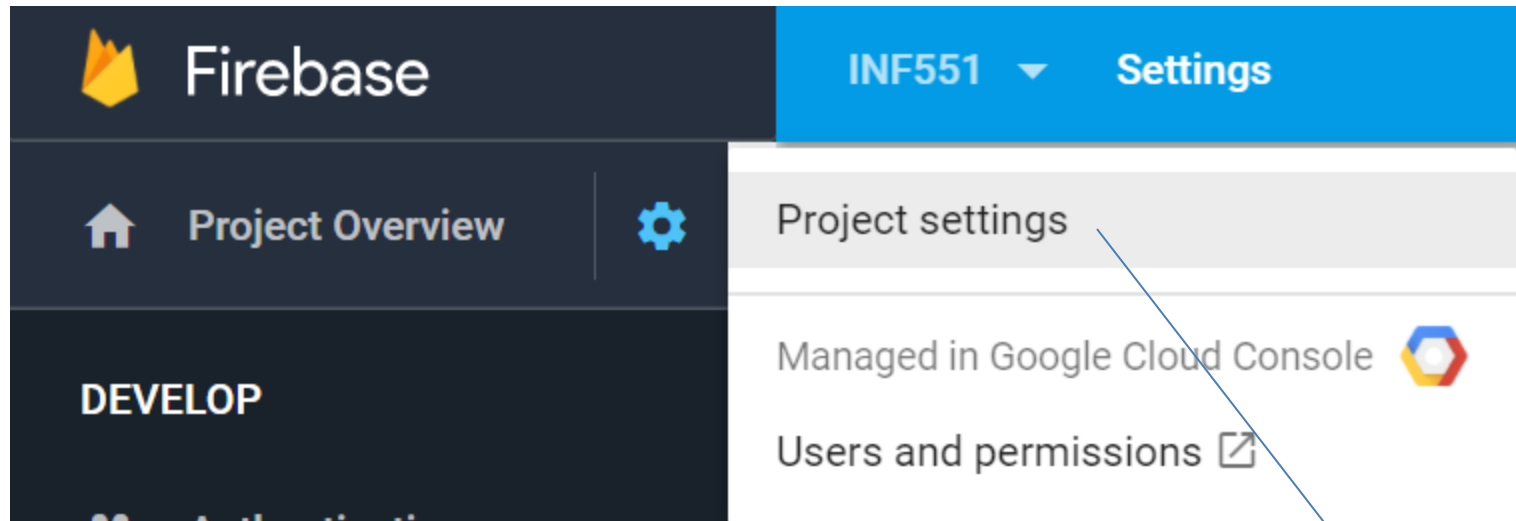 Firebase
INF551 Settings
Project Overview
Project settings
Managed in Google Cloud Console
DEVELOP
Users and permissions